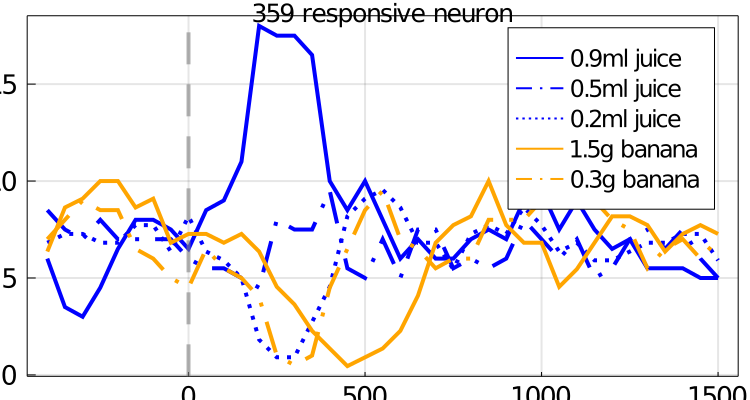 359 responsive neuron
0.9ml juice
0.5ml juice
0.2ml juice
1.5g banana
0.3g banana
5
0
5
0
0
500
1000
1500